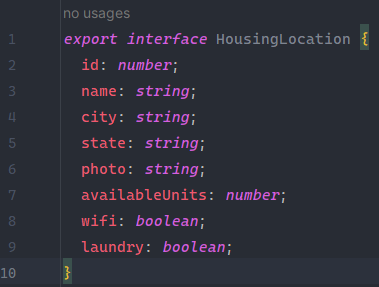 no usages
1 export interface HousingLocation {
2 id: number;
3 name: string;
4 city: string;
5 state: string;
6 photo: string;
7 availableUnits: number;
8 wifi: boolean;
9 laundry: boolean;
10 }